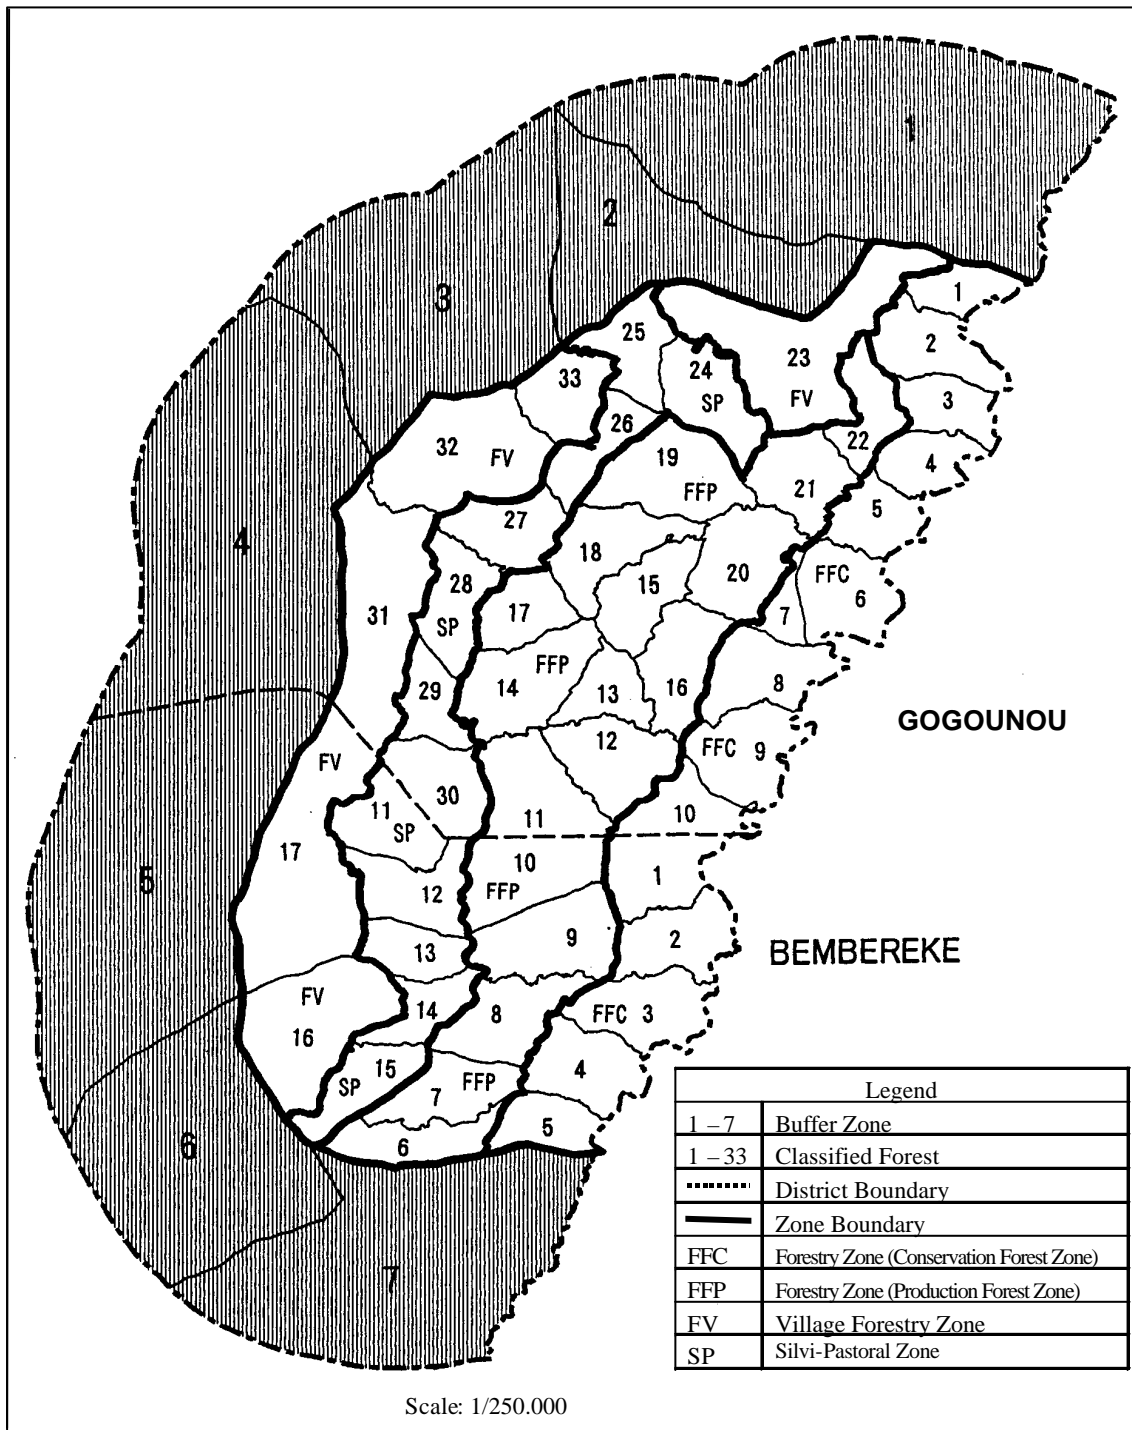 1
2
3
1
25
2
33
24
23
SP
FV
3
26
22
32
FV
19
4
FFP
21
5
27
4
18
20
FFC
28
15
6
17
7
31
SP
FFP
14
13
16
8
29
GOGOUNOU
12
FFC
9
FV
30
11
SP
11
10
17
10
1
5
FFP
12
9
2
13
BEMBEREKE
FV
14
8
FFC
3
16
15
4
SP
FFP
7
6
5
6
7
Legend
1 – 7 Buffer Zone
1 – 33 Classified Forest
District Boundary
Zone Boundary
FFC Forestry Zone (Conservation Forest Zone)
FFP Forestry Zone (Production Forest Zone)
FV Village Forestry Zone
SP Silvi-Pastoral Zone
Scale: 1/250.000